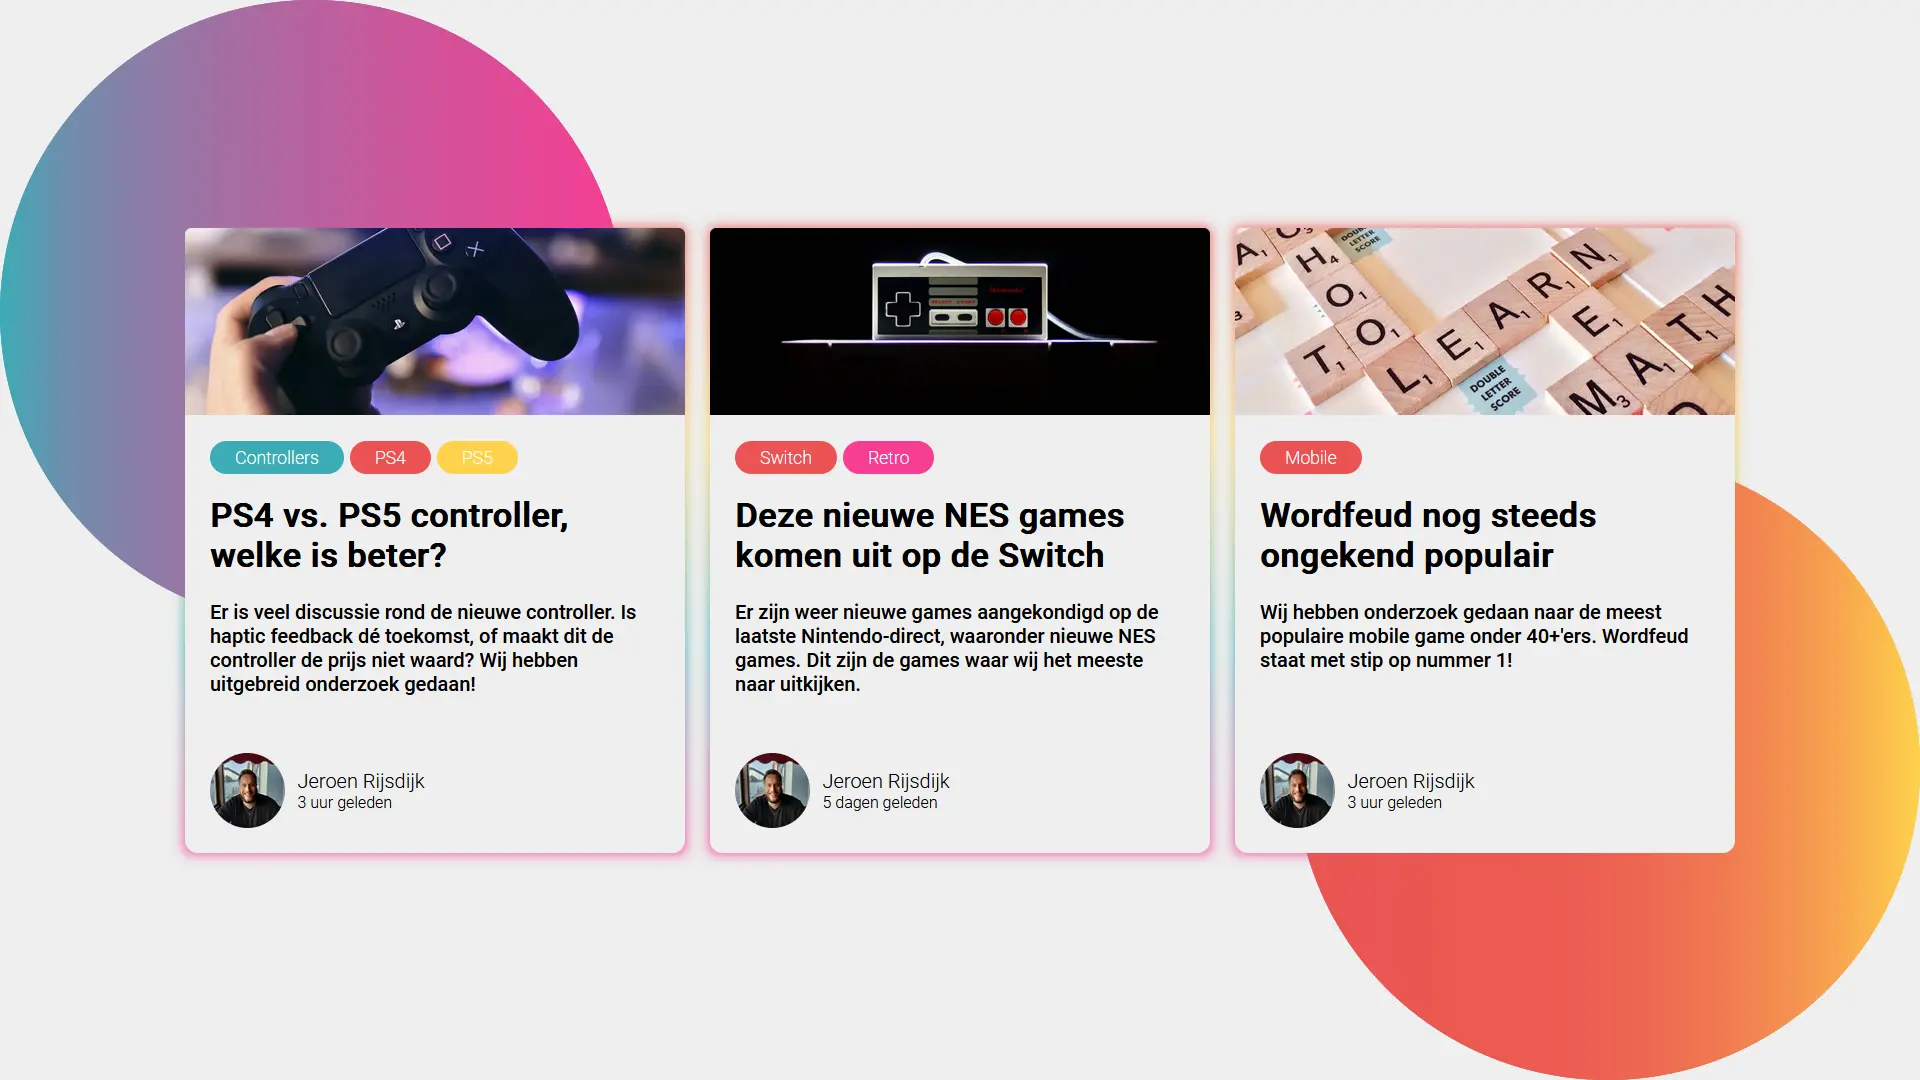 Controllers PS4 PS5
PS4 vs. PS5 controller,
welke is beter?
Er is veel discussie rond de nieuwe controller. Is
haptic feedback dé toekomst, of maakt dit de
controller de prijs niet waard? Wij hebben
uitgebreid onderzoek gedaan!
Jeroen Rijsdijk
3 uur geleden
Switch Retro
Deze nieuwe NES games
komen uit op de Switch
Er zijn weer nieuwe games aangekondigd op de
laatste Nintendo-direct, waaronder nieuwe NES
games. Dit zijn de games waar wij het meeste
naar uitkijken.
Jeroen Rijsdijk
5 dagen geleden
DOUBLE
LETTER
SCORE
LEARN
MATH
DOUBLE
LETTER
SCORE
Mobile
Wordfeud nog steeds
ongekend populair
Wij hebben onderzoek gedaan naar de meest
populaire mobile game onder 40+'ers. Wordfeud
staat met stip op nummer 1!
Jeroen Rijsdijk
3 uur geleden